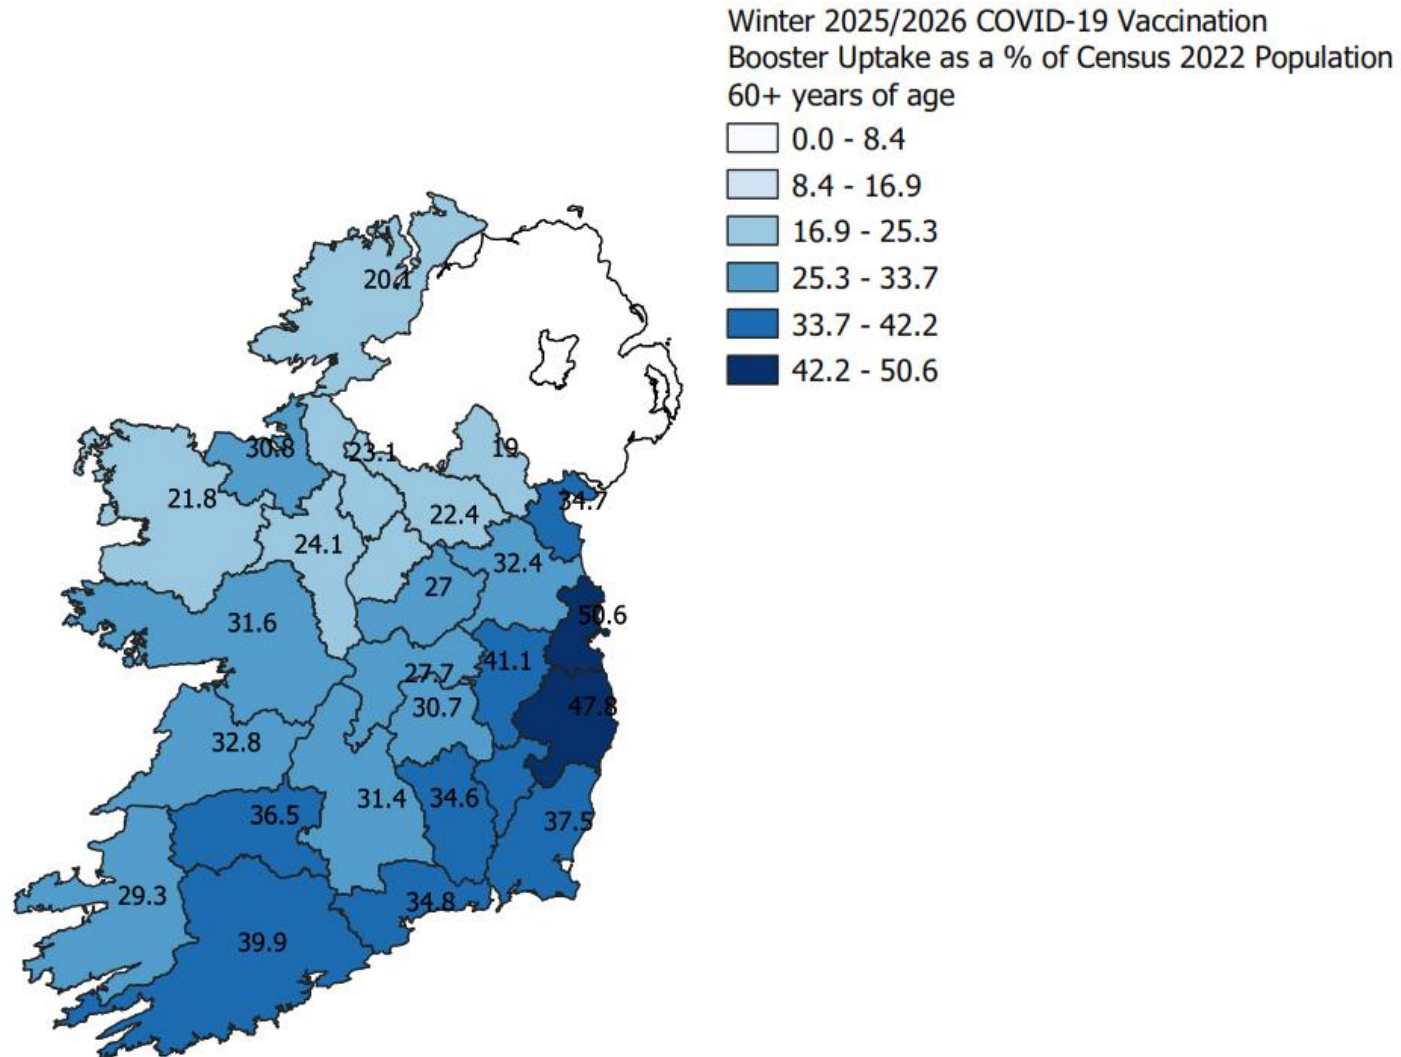 Winter 2025/2026 COVID-19 Vaccination
Booster Uptake as a % of Census 2022 Population
60+ years of age
0.0 - 8.4
8.4 - 16.9
16.9 - 25.3
25.3 - 33.7
33.7 - 42.2
42.2 - 50.6
20.1
30.8
23.1
19
21.8
34.7
22.4
24.1
32.4
27
31.6
50.6
27.7
41.1
30.7
47.8
32.8
31.4
34.6
36.5
37.5
29.3
34.8
39.9